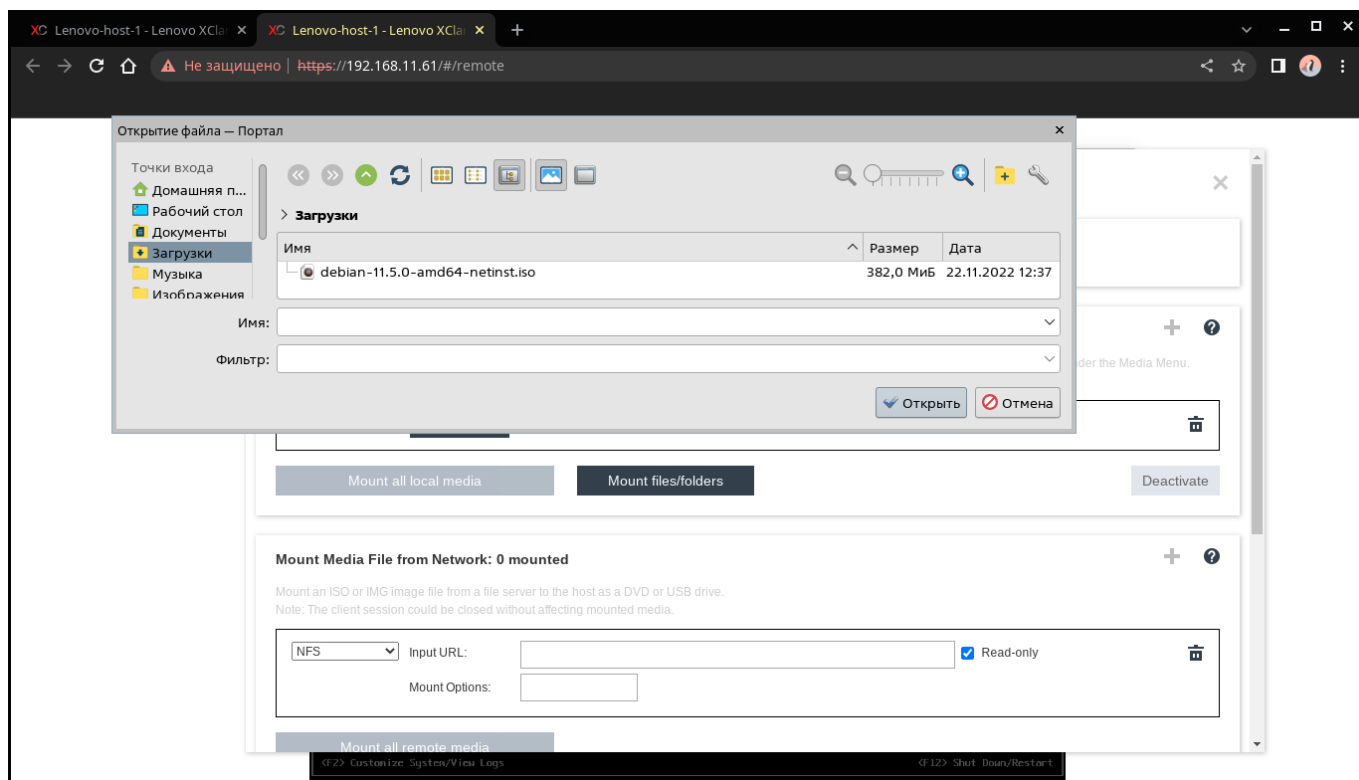 XC Lenovo-host-1 - Lenovo XCla
XC Lenovo-host-1 - Lenovo XCla
Не защищено | https://192.168.11.61/#/remote
Открытие файла — Портал
Точки входа
Домашняя п...
Рабочий стол
Документы
Загрузки
Музыка
Изображения
> Загрузки
Имя Размер Дата
debian-11.5.0-amd64-netinst.iso 382,0 МиБ 22.11.2022 12:37
Имя:
Фильтр:
Открыть Отмена
der the Media Menu.
Mount all local media Mount files/folders Deactivate
Mount Media File from Network: 0 mounted
Mount an ISO or IMG image file from a file server to the host as a DVD or USB drive.
Note: The client session could be closed without affecting mounted media.
NFS Input URL: Read-only
Mount Options:
Mount all remote media
<F2> Customize System/View Logs <F12> Shut Down/Restart